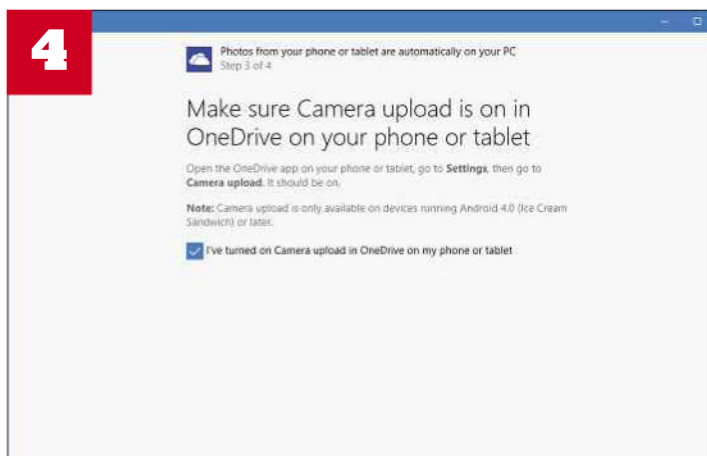 4
Photos from your phone or tablet are automatically on your PC
Step 3 of 4
Make sure Camera upload is on in
OneDrive on your phone or tablet
Open the OneDrive app on your phone or tablet, go to Settings, then go to
Camera upload. It should be on.
Note: Camera upload is only available on devices running Android 4.0 (Ice Cream
Sandwich) or later.
I've turned on Camera upload in OneDrive on my phone or tablet